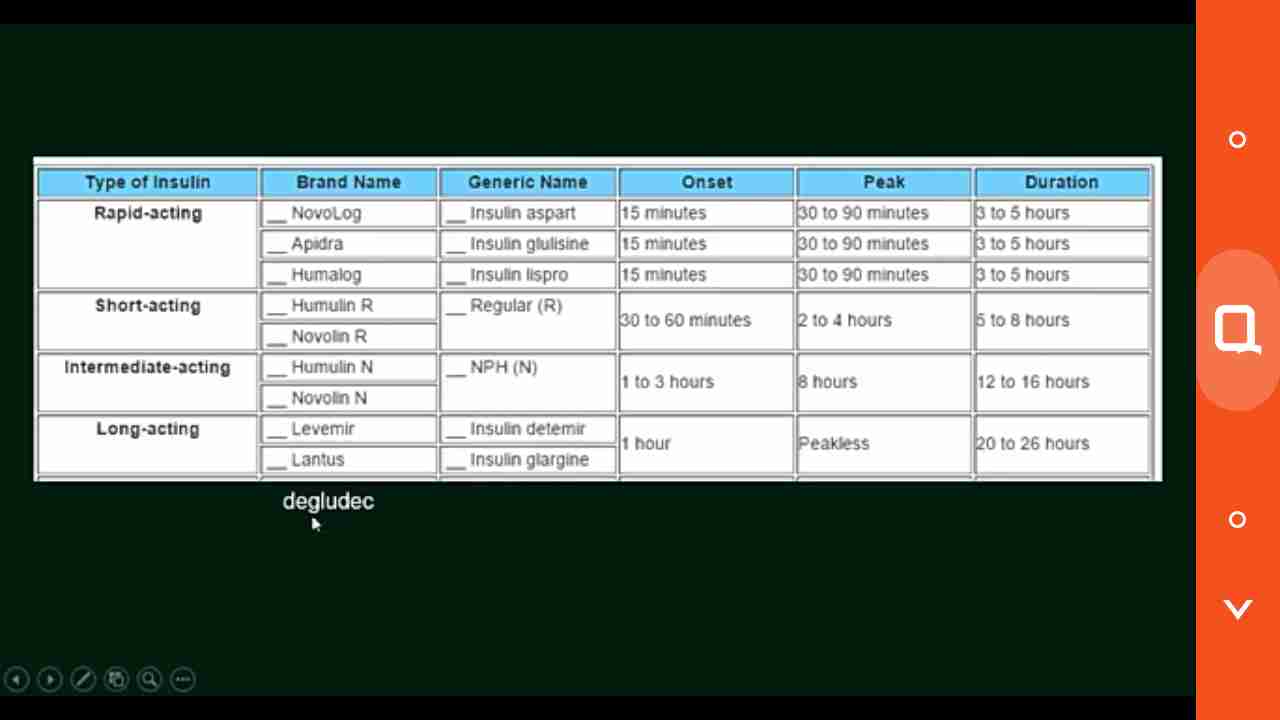 Type of Insulin Brand Name Generic Name Onset Peak Duration
Rapid-acting __ NovoLog __ Insulin aspart 15 minutes 30 to 90 minutes 3 to 5 hours
__ Apidra __ Insulin glulisine 15 minutes 30 to 90 minutes 3 to 5 hours
__ Humalog __ Insulin lispro 15 minutes 30 to 90 minutes 3 to 5 hours
Short-acting __ Humulin R __ Regular (R) 30 to 60 minutes 2 to 4 hours 5 to 8 hours
__ Novolin R
Intermediate-acting __ Humulin N __ NPH (N) 1 to 3 hours 8 hours 12 to 16 hours
__ Novolin N
Long-acting __ Levemir __ Insulin detemir 1 hour Peakless 20 to 26 hours
__ Lantus __ Insulin glargine
degludec